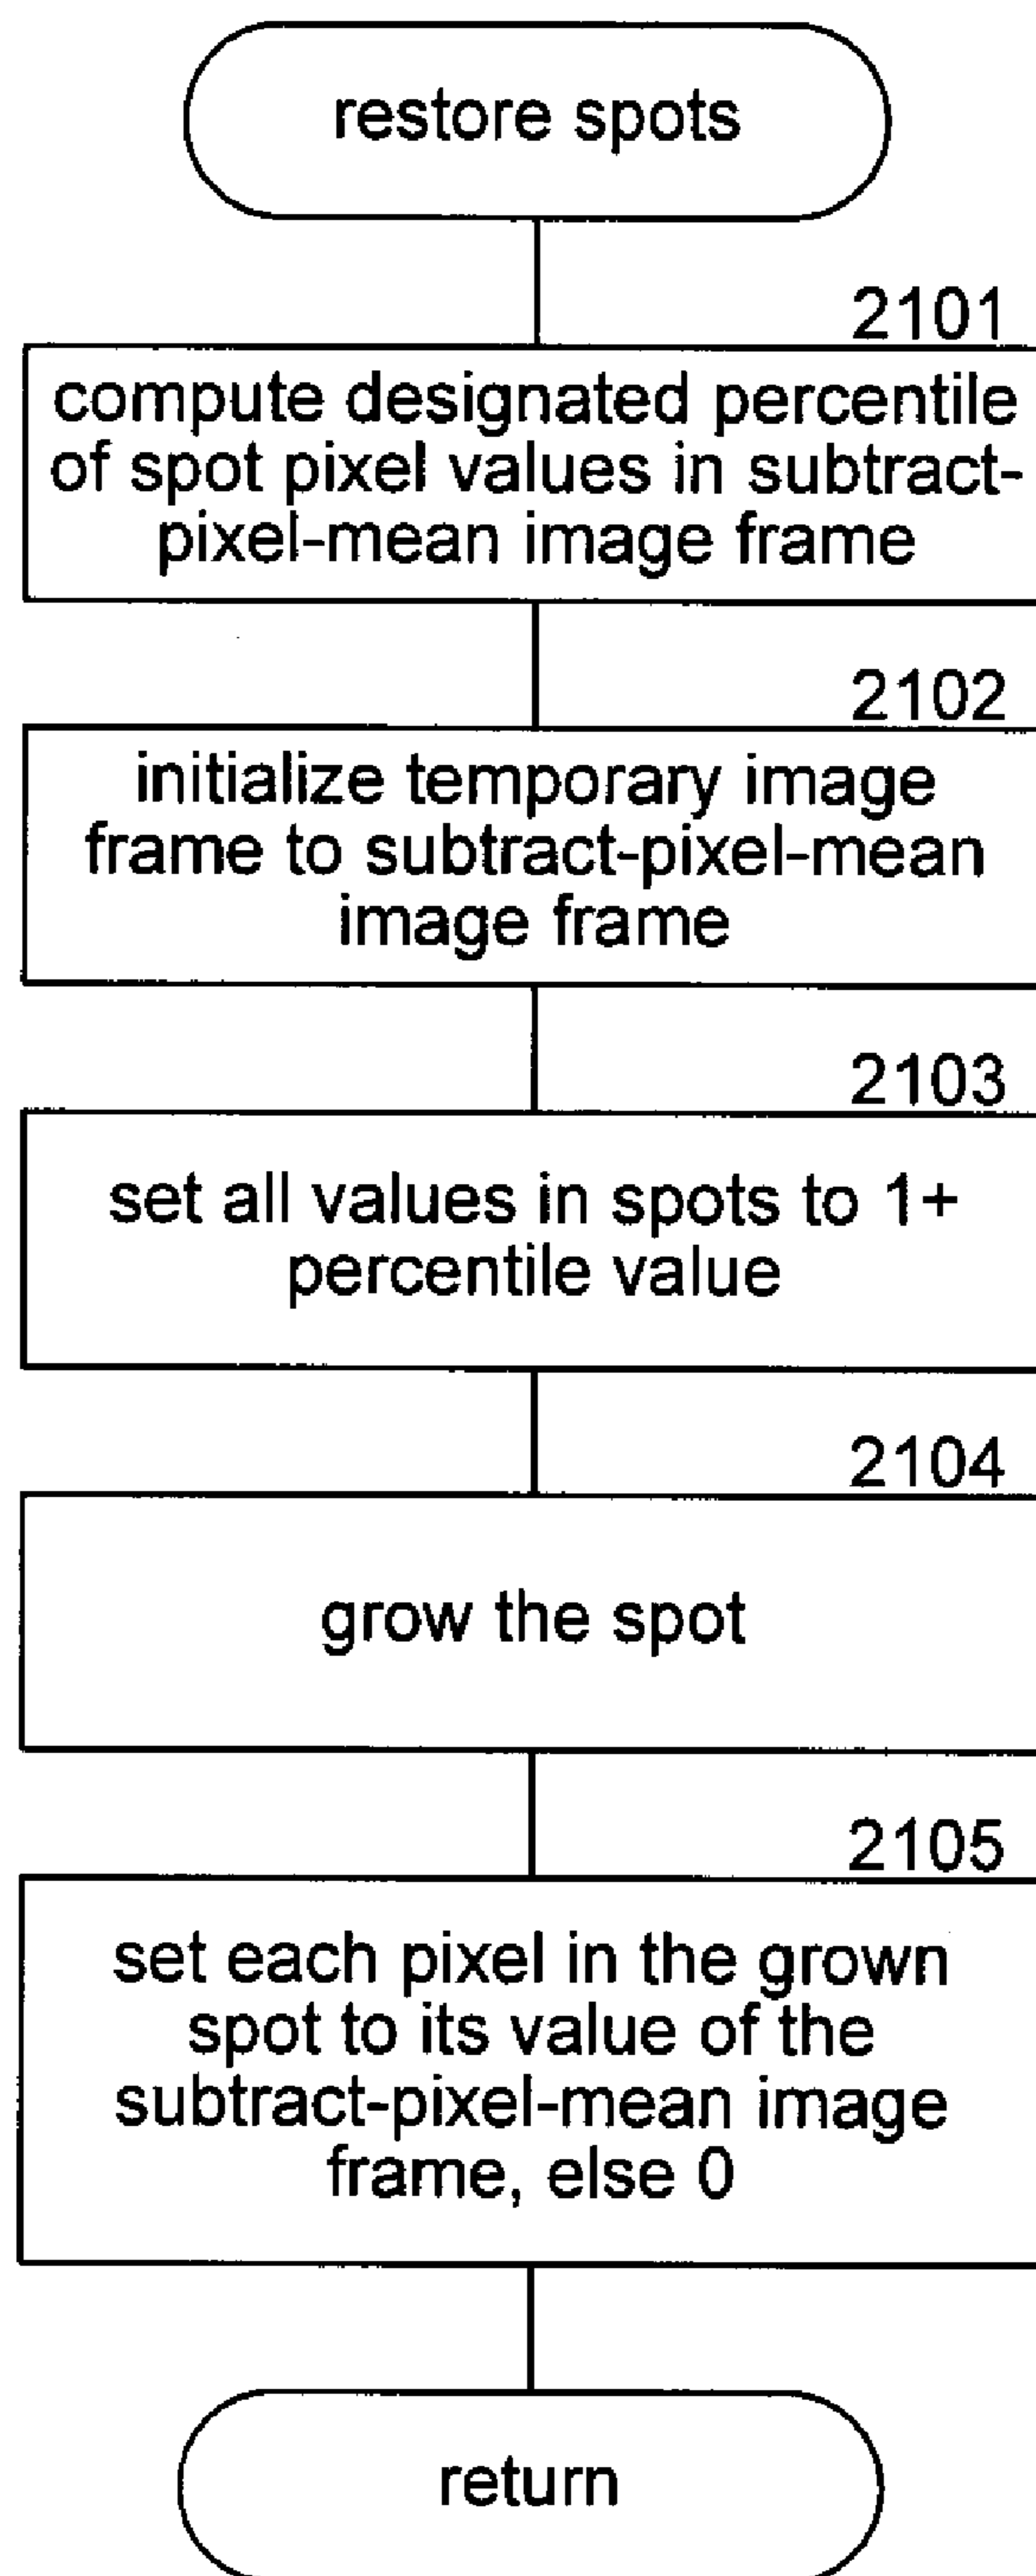 restore spots
2101
compute designated percentile
of spot pixel values in subtract-
pixel-mean image frame
2102
initialize temporary image
frame to subtract-pixel-mean
image frame
2103
set all values in spots to 1+
percentile value
2104
grow the spot
2105
set each pixel in the grown
spot to its value of the
subtract-pixel-mean image
frame, else 0
return